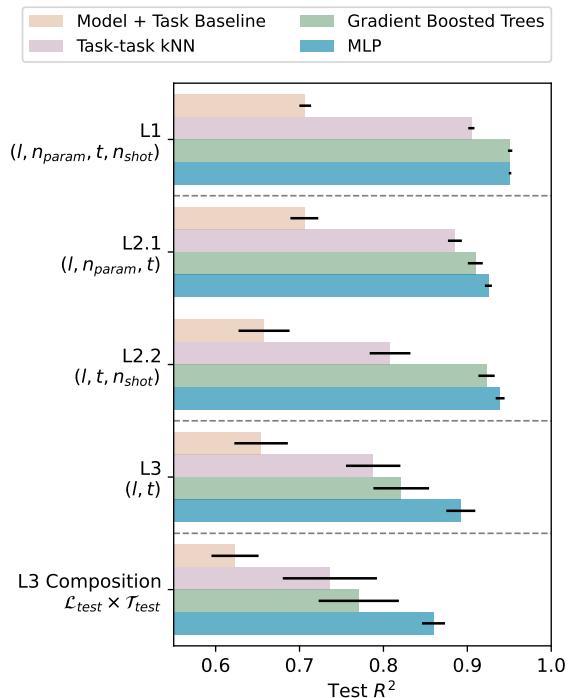 Model + Task Baseline
Task-task kNN
Gradient Boosted Trees
MLP
L1
(l, n_param, t, n_shot)
L2.1
(l, n_param, t)
L2.2
(l, t, n_shot)
L3
(l, t)
L3 Composition
ℒ_test × 𝒯_test
0.6 0.7 0.8 0.9 1.0
Test R²